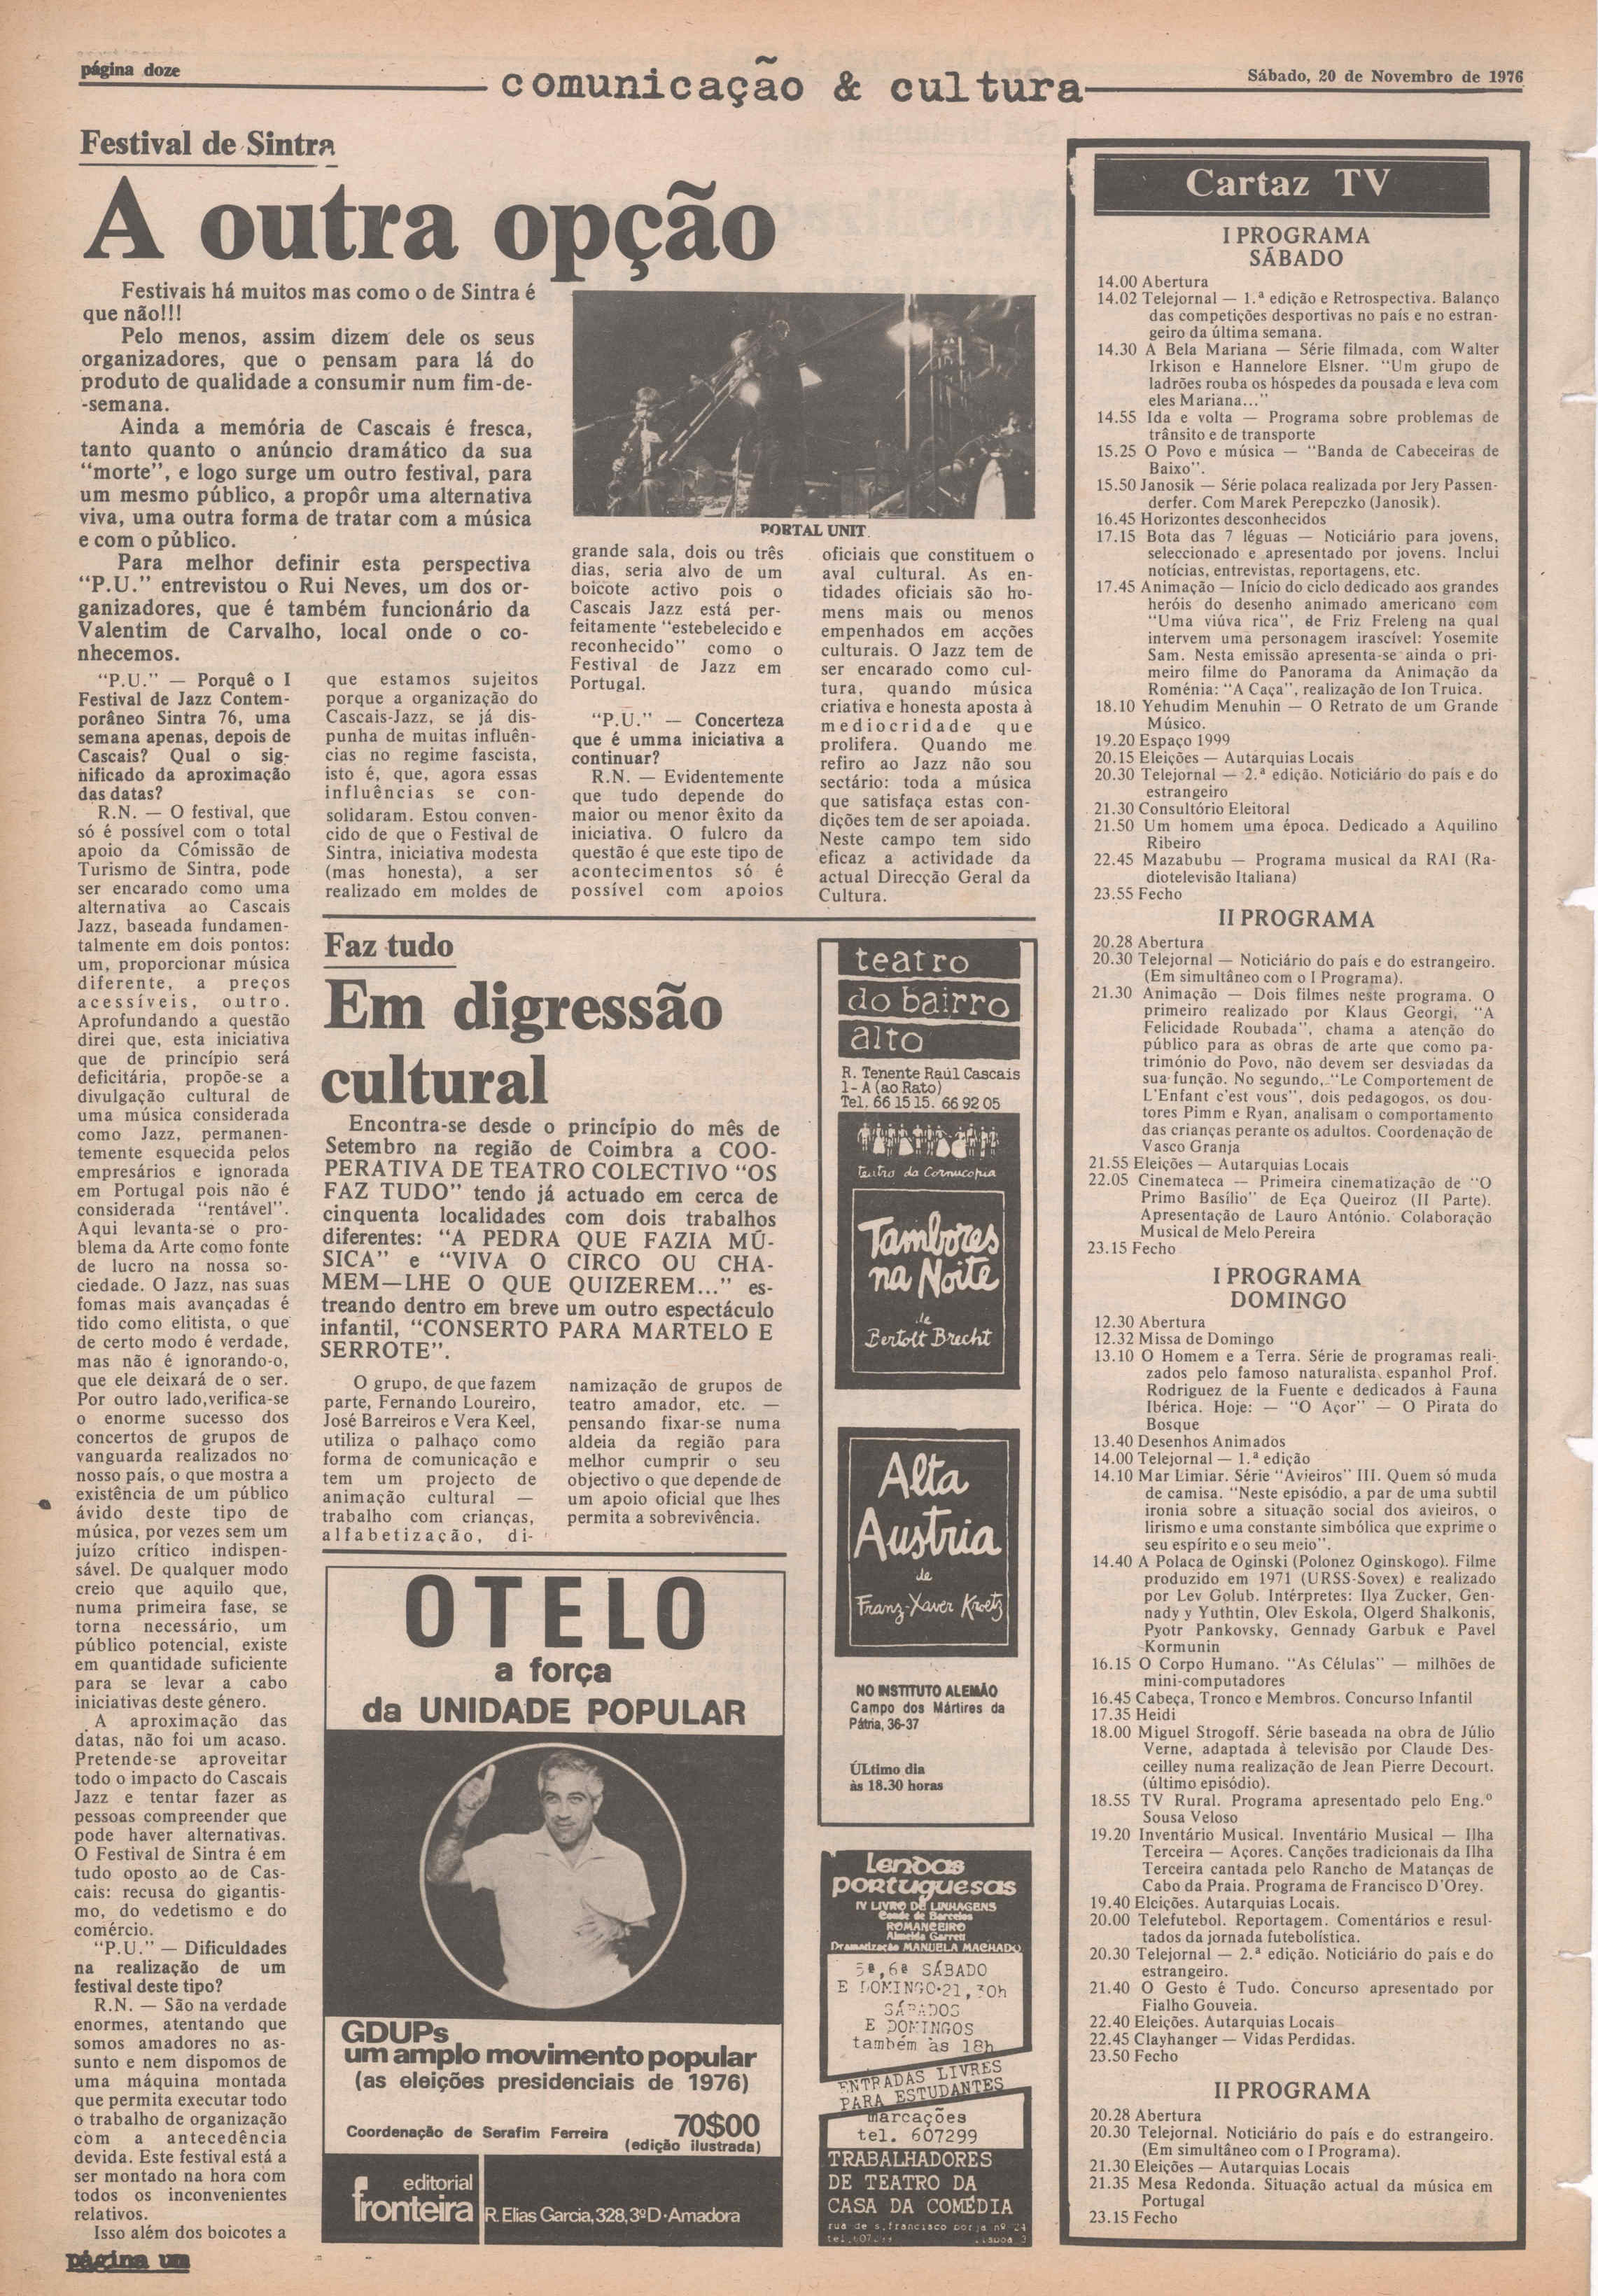 página doze
comunicação & cultura
Sábado, 20 de Novembro de 1976
Festival de Sintra
A outra opção
Festivais há muitos mas como o de Sintra é
que não!!!
Pelo menos, assim dizem dele os seus
organizadores, que o pensam para lá do
produto de qualidade a consumir num fim-de-
-semana.
Ainda a memória de Cascais é fresca,
tanto quanto o anúncio dramático da sua
"morte", e logo surge um outro festival, para
um mesmo público, a propôr uma alternativa
viva, uma outra forma de tratar com a música
e com o público.
Para melhor definir esta perspectiva
"P.U." entrevistou o Rui Neves, um dos or-
ganizadores, que é também funcionário da
Valentim de Carvalho, local onde o co-
nhecemos.
"P.U." — Porquê o I
Festival de Jazz Contem-
porâneo Sintra 76, uma
semana apenas, depois de
Cascais? Qual o sig-
nificado da aproximação
das datas?
R.N. — O festival, que
só é possível com o total
apoio da Cómissão de
Turismo de Sintra, pode
ser encarado como uma
alternativa ao Cascais
Jazz, baseada fundamen-
talmente em dois pontos:
um, proporcionar música
diferente, a preços
acessíveis, outro.
Aprofundando a questão
direi que, esta iniciativa
que de princípio será
deficitária, propõe-se a
divulgação cultural de
uma música considerada
como Jazz, permanen-
temente esquecida pelos
empresários e ignorada
em Portugal pois não é
considerada "rentável".
Aqui levanta-se o pro-
blema da Arte como fonte
de lucro na nossa so-
ciedade. O Jazz, nas suas
fomas mais avançadas é
tido como elitista, o que
de certo modo é verdade,
mas não é ignorando-o,
que ele deixará de o ser.
Por outro lado,verifica-se
o enorme sucesso dos
concertos de grupos de
vanguarda realizados no
nosso país, o que mostra a
existência de um público
ávido deste tipo de
música, por vezes sem um
juízo crítico indispen-
sável. De qualquer modo
creio que aquilo que,
numa primeira fase, se
torna necessário, um
público potencial, existe
em quantidade suficiente
para se levar a cabo
iniciativas deste género.
A aproximação das
datas, não foi um acaso.
Pretende-se aproveitar
todo o impacto do Cascais
Jazz e tentar fazer as
pessoas compreender que
pode haver alternativas.
O Festival de Sintra é em
tudo oposto ao de Cas-
cais: recusa do gigantis-
mo, do vedetismo e do
comércio.
"P.U." — Dificuldades
na realização de um
festival deste tipo?
R.N. — São na verdade
enormes, atentando que
somos amadores no as-
sunto e nem dispomos de
uma máquina montada
que permita executar todo
o trabalho de organização
com a antecedência
devida. Este festival está a
ser montado na hora com
todos os inconvenientes
relativos.
Isso além dos boicotes a
que estamos sujeitos
porque a organização do
Cascais-Jazz, se já dis-
punha de muitas influên-
cias no regime fascista,
isto é, que, agora essas
influências se con-
solidaram. Estou conven-
cido de que o Festival de
Sintra, iniciativa modesta
(mas honesta), a ser
realizado em moldes de
PORTAL UNIT
grande sala, dois ou três
dias, seria alvo de um
boicote activo pois o
Cascais Jazz está per-
feitamente "estebelecido e
reconhecido" como o
Festival de Jazz em
Portugal.
"P.U." — Concerteza
que é umma iniciativa a
continuar?
R.N. — Evidentemente
que tudo depende do
maior ou menor êxito da
iniciativa. O fulcro da
questão é que este tipo de
acontecimentos só é
possível com apoios
oficiais que constituem o
aval cultural. As en-
tidades oficiais são ho-
mens mais ou menos
empenhados em acções
culturais. O Jazz tem de
ser encarado como cul-
tura, quando música
criativa e honesta aposta à
mediocridade que
prolifera. Quando me
refiro ao Jazz não sou
sectário: toda a música
que satisfaça estas con-
dições tem de ser apoiada.
Neste campo tem sido
eficaz a actividade da
actual Direcção Geral da
Cultura.
Faz tudo
Em digressão
cultural
Encontra-se desde o princípio do mês de
Setembro na região de Coimbra a COO-
PERATIVA DE TEATRO COLECTIVO "OS
FAZ TUDO" tendo já actuado em cerca de
cinquenta localidades com dois trabalhos
diferentes: "A PEDRA QUE FAZIA MÚ-
SICA" e "VIVA O CIRCO OU CHA-
MEM—LHE O QUE QUIZEREM..." es-
treando dentro em breve um outro espectáculo
infantil, "CONSERTO PARA MARTELO E
SERROTE".
O grupo, de que fazem
parte, Fernando Loureiro,
José Barreiros e Vera Keel,
utiliza o palhaço como
forma de comunicação e
tem um projecto de
animação cultural —
trabalho com crianças,
alfabetização, di-
namização de grupos de
teatro amador, etc. —
pensando fixar-se numa
aldeia da região para
melhor cumprir o seu
objectivo o que depende de
um apoio oficial que lhes
permita a sobrevivência.
OTELO
a força
da UNIDADE POPULAR
GDUPs
um amplo movimento popular
(as eleições presidenciais de 1976)
Coordenação de Serafim Ferreira
70$00
(edição ilustrada)
editorial
fronteira
R. Elias Garcia,328,3ºD·Amadora
teatro
do bairro
alto
R. Tenente Raúl Cascais
1-A (ao Rato)
Tel. 66 15 15. 66 92 05
teatro da Cornucopia
Tambores
na Noite
de
Bertolt Brecht
Alta
Austria
de
Franz-Xaver Kroetz
NO INSTITUTO ALEMÃO
Campo dos Mártires da
Pátria, 36-37
ÚLtimo dia
às 18.30 horas
Lendas
portuguesas
IV LIVRO DE LINHAGENS
Conde de Barcelos
ROMANCEIRO
Almeida Garrett
Dramatização MANUELA MACHADO
5ª,6ª SÁBADO
E DOMINGO·21,30h
SÁBADOS
E DOMINGOS
também às 18h
ENTRADAS LIVRES
PARA ESTUDANTES
marcações
tel. 607299
TRABALHADORES
DE TEATRO DA
CASA DA COMÉDIA
rua de s.francisco borja nº 24
Cartaz TV
I PROGRAMA
SÁBADO
14.00 Abertura
14.02 Telejornal — 1.ª edição e Retrospectiva. Balanço
das competições desportivas no país e no estran-
geiro da última semana.
14.30 A Bela Mariana — Série filmada, com Walter
Irkison e Hannelore Elsner. "Um grupo de
ladrões rouba os hóspedes da pousada e leva com
eles Mariana..."
14.55 Ida e volta — Programa sobre problemas de
trânsito e de transporte
15.25 O Povo e música — "Banda de Cabeceiras de
Baixo".
15.50 Janosik — Série polaca realizada por Jery Passen-
derfer. Com Marek Perepczko (Janosik).
16.45 Horizontes desconhecidos
17.15 Bota das 7 léguas — Noticiário para jovens,
seleccionado e apresentado por jovens. Inclui
notícias, entrevistas, reportagens, etc.
17.45 Animação — Início do ciclo dedicado aos grandes
heróis do desenho animado americano com
"Uma viúva rica", de Friz Freleng na qual
intervem uma personagem irascível: Yosemite
Sam. Nesta emissão apresenta-se ainda o pri-
meiro filme do Panorama da Animação da
Roménia: "A Caça", realização de Ion Truica.
18.10 Yehudim Menuhin — O Retrato de um Grande
Músico.
19.20 Espaço 1999
20.15 Eleições — Autarquias Locais
20.30 Telejornal — 2.ª edição. Noticiário do país e do
estrangeiro
21.30 Consultório Eleitoral
21.50 Um homem uma época. Dedicado a Aquilino
Ribeiro
22.45 Mazabubu — Programa musical da RAI (Ra-
diotelevisão Italiana)
23.55 Fecho
II PROGRAMA
20.28 Abertura
20.30 Telejornal — Noticiário do país e do estrangeiro.
(Em simultâneo com o I Programa).
21.30 Animação — Dois filmes neste programa. O
primeiro realizado por Klaus Georgi, "A
Felicidade Roubada", chama a atenção do
público para as obras de arte que como pa-
trimónio do Povo, não devem ser desviadas da
sua função. No segundo, "Le Comportement de
L'Enfant c'est vous", dois pedagogos, os dou-
tores Pimm e Ryan, analisam o comportamento
das crianças perante os adultos. Coordenação de
Vasco Granja
21.55 Eleições — Autarquias Locais
22.05 Cinemateca — Primeira cinematização de "O
Primo Basílio" de Eça Queiroz (II Parte).
Apresentação de Lauro António. Colaboração
Musical de Melo Pereira
23.15 Fecho
I PROGRAMA
DOMINGO
12.30 Abertura
12.32 Missa de Domingo
13.10 O Homem e a Terra. Série de programas reali-
zados pelo famoso naturalista espanhol Prof.
Rodriguez de la Fuente e dedicados à Fauna
Ibérica. Hoje: — "O Açor" — O Pirata do
Bosque
13.40 Desenhos Animados
14.00 Telejornal — 1.ª edição
14.10 Mar Limiar. Série "Avieiros" III. Quem só muda
de camisa. "Neste episódio, a par de uma subtil
ironia sobre a situação social dos avieiros, o
lirismo e uma constante simbólica que exprime o
seu espírito e o seu meio".
14.40 A Polaca de Oginski (Polonez Oginskogo). Filme
produzido em 1971 (URSS-Sovex) e realizado
por Lev Golub. Intérpretes: Ilya Zucker, Gen-
nady y Yuthtin, Olev Eskola, Olgerd Shalkonis,
Pyotr Pankovsky, Gennady Garbuk e Pavel
Kormunin
16.15 O Corpo Humano. "As Células" — milhões de
mini-computadores
16.45 Cabeça, Tronco e Membros. Concurso Infantil
17.35 Heidi
18.00 Miguel Strogoff. Série baseada na obra de Júlio
Verne, adaptada à televisão por Claude Des-
ceilley numa realização de Jean Pierre Decourt.
(último episódio).
18.55 TV Rural. Programa apresentado pelo Eng.º
Sousa Veloso
19.20 Inventário Musical. Inventário Musical — Ilha
Terceira — Açores. Canções tradicionais da Ilha
Terceira cantada pelo Rancho de Matanças de
Cabo da Praia. Programa de Francisco D'Orey.
19.40 Eleições. Autarquias Locais.
20.00 Telefutebol. Reportagem. Comentários e resul-
tados da jornada futebolística.
20.30 Telejornal — 2.ª edição. Noticiário do país e do
estrangeiro.
21.40 O Gesto é Tudo. Concurso apresentado por
Fialho Gouveia.
22.40 Eleições. Autarquias Locais
22.45 Clayhanger — Vidas Perdidas.
23.50 Fecho
II PROGRAMA
20.28 Abertura
20.30 Telejornal. Noticiário do país e do estrangeiro.
(Em simultâneo com o I Programa).
21.30 Eleições — Autarquias Locais
21.35 Mesa Redonda. Situação actual da música em
Portugal
23.15 Fecho
página um